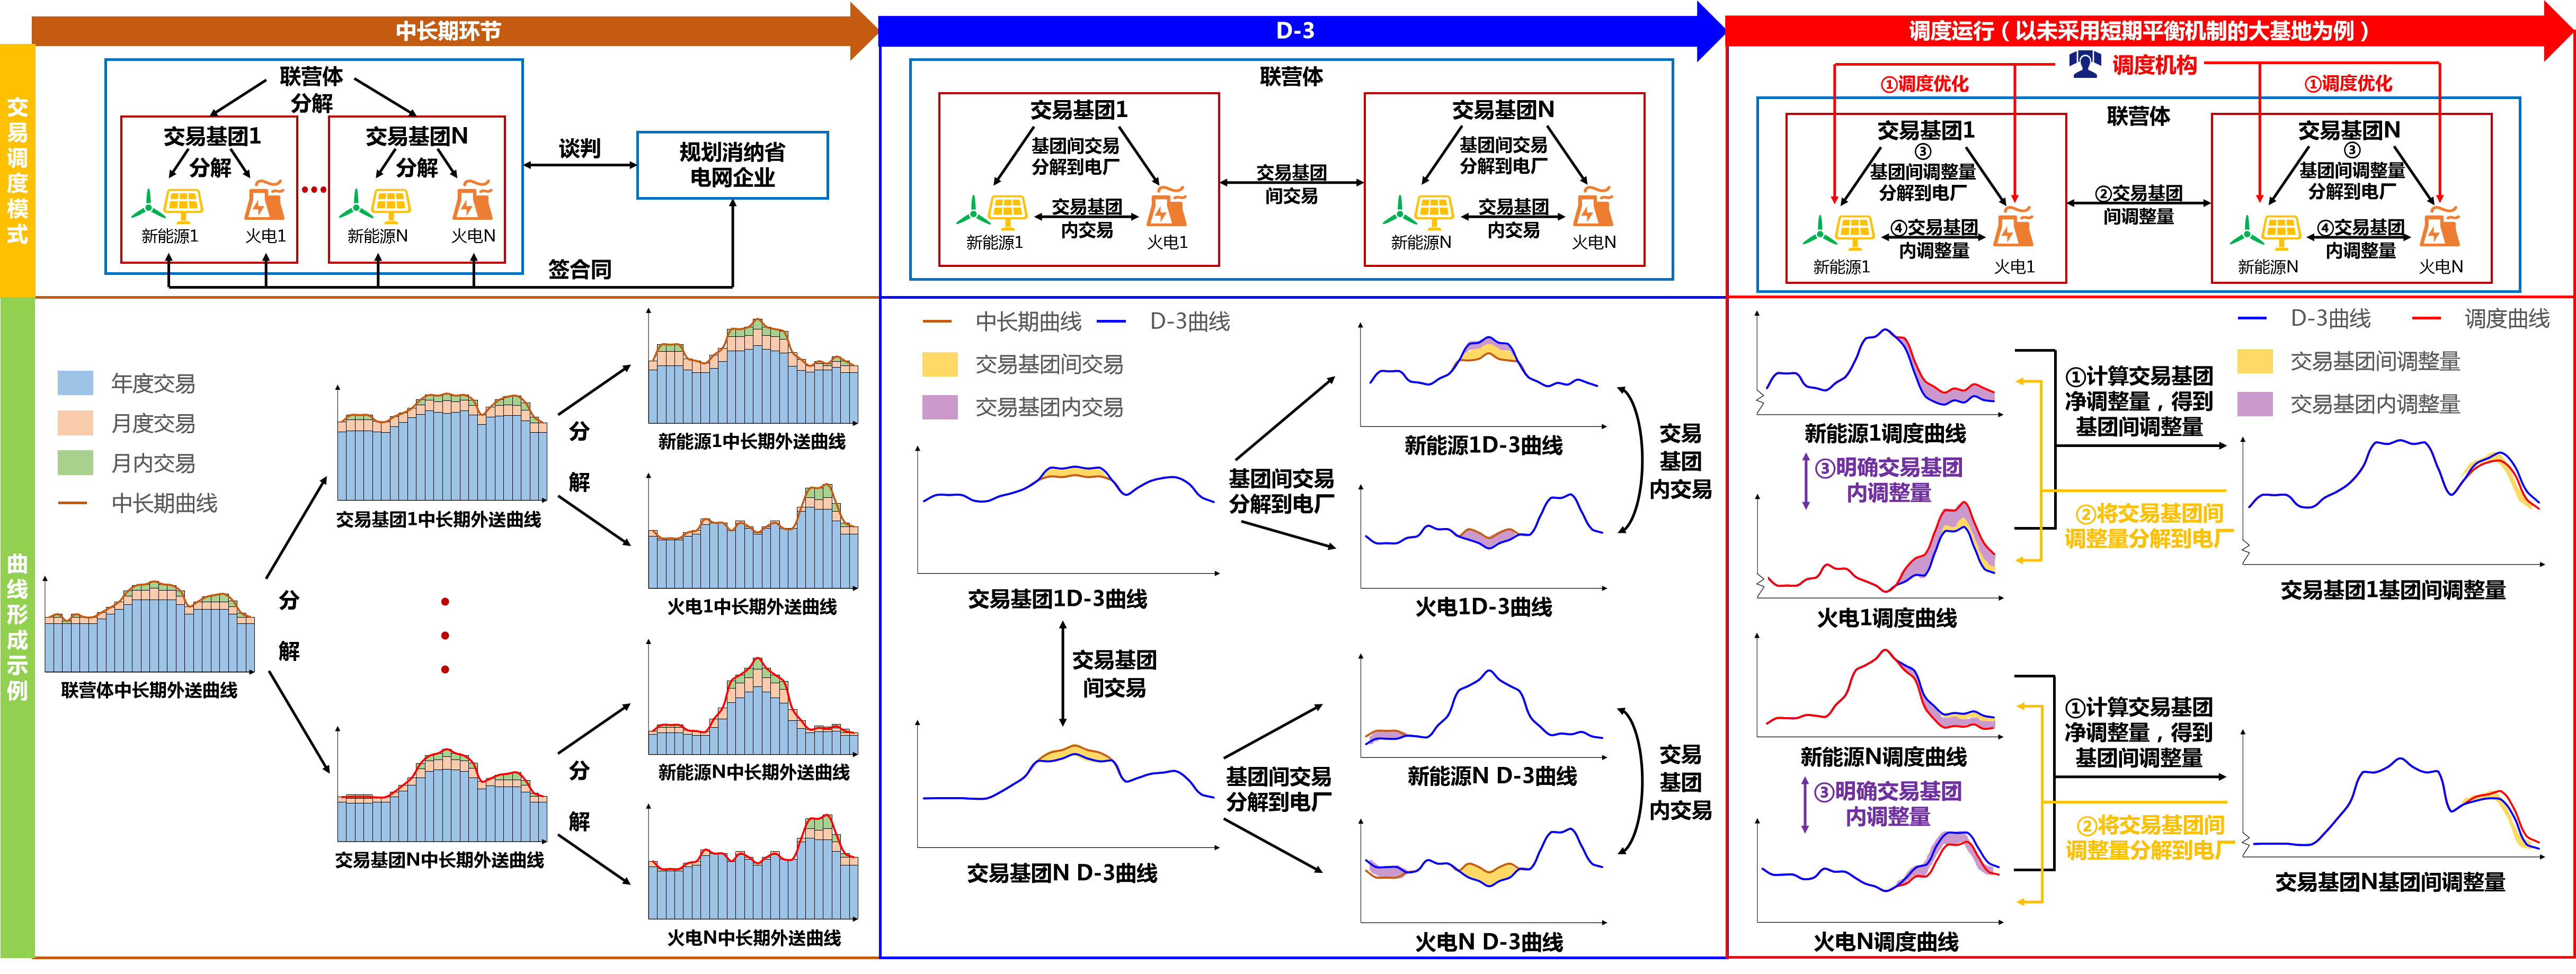 中长期环节
D-3
调度运行（以未采用短期平衡机制的大基地为例）
交易调度模式
联营体
分解
交易基团1
分解
新能源1
火电1
交易基团N
分解
新能源N
火电N
谈判
规划消纳省
电网企业
签合同
联营体
交易基团1
基团间交易
分解到电厂
交易基团
内交易
新能源1
火电1
交易基团
间交易
交易基团N
基团间交易
分解到电厂
交易基团
内交易
新能源N
火电N
调度机构
①调度优化
①调度优化
联营体
交易基团1
③
基团间调整量
分解到电厂
④交易基团
内调整量
新能源1
火电1
②交易基团
间调整量
交易基团N
③
基团间调整量
分解到电厂
④交易基团
内调整量
新能源N
火电N
曲线形成示例
年度交易
月度交易
月内交易
中长期曲线
联营体中长期外送曲线
分
解
交易基团1中长期外送曲线
交易基团N中长期外送曲线
分
解
新能源1中长期外送曲线
火电1中长期外送曲线
分
解
新能源N中长期外送曲线
火电N中长期外送曲线
中长期曲线
D-3曲线
交易基团间交易
交易基团内交易
交易基团1D-3曲线
交易基团
间交易
交易基团N D-3曲线
基团间交易
分解到电厂
新能源1D-3曲线
火电1D-3曲线
交易
基团
内交易
基团间交易
分解到电厂
新能源N D-3曲线
火电N D-3曲线
交易
基团
内交易
D-3曲线
调度曲线
交易基团间调整量
交易基团内调整量
新能源1调度曲线
③明确交易基团
内调整量
火电1调度曲线
①计算交易基团
净调整量，得到
基团间调整量
②将交易基团间
调整量分解到电厂
交易基团1基团间调整量
新能源N调度曲线
③明确交易基团
内调整量
火电N调度曲线
①计算交易基团
净调整量，得到
基团间调整量
②将交易基团间
调整量分解到电厂
交易基团N基团间调整量